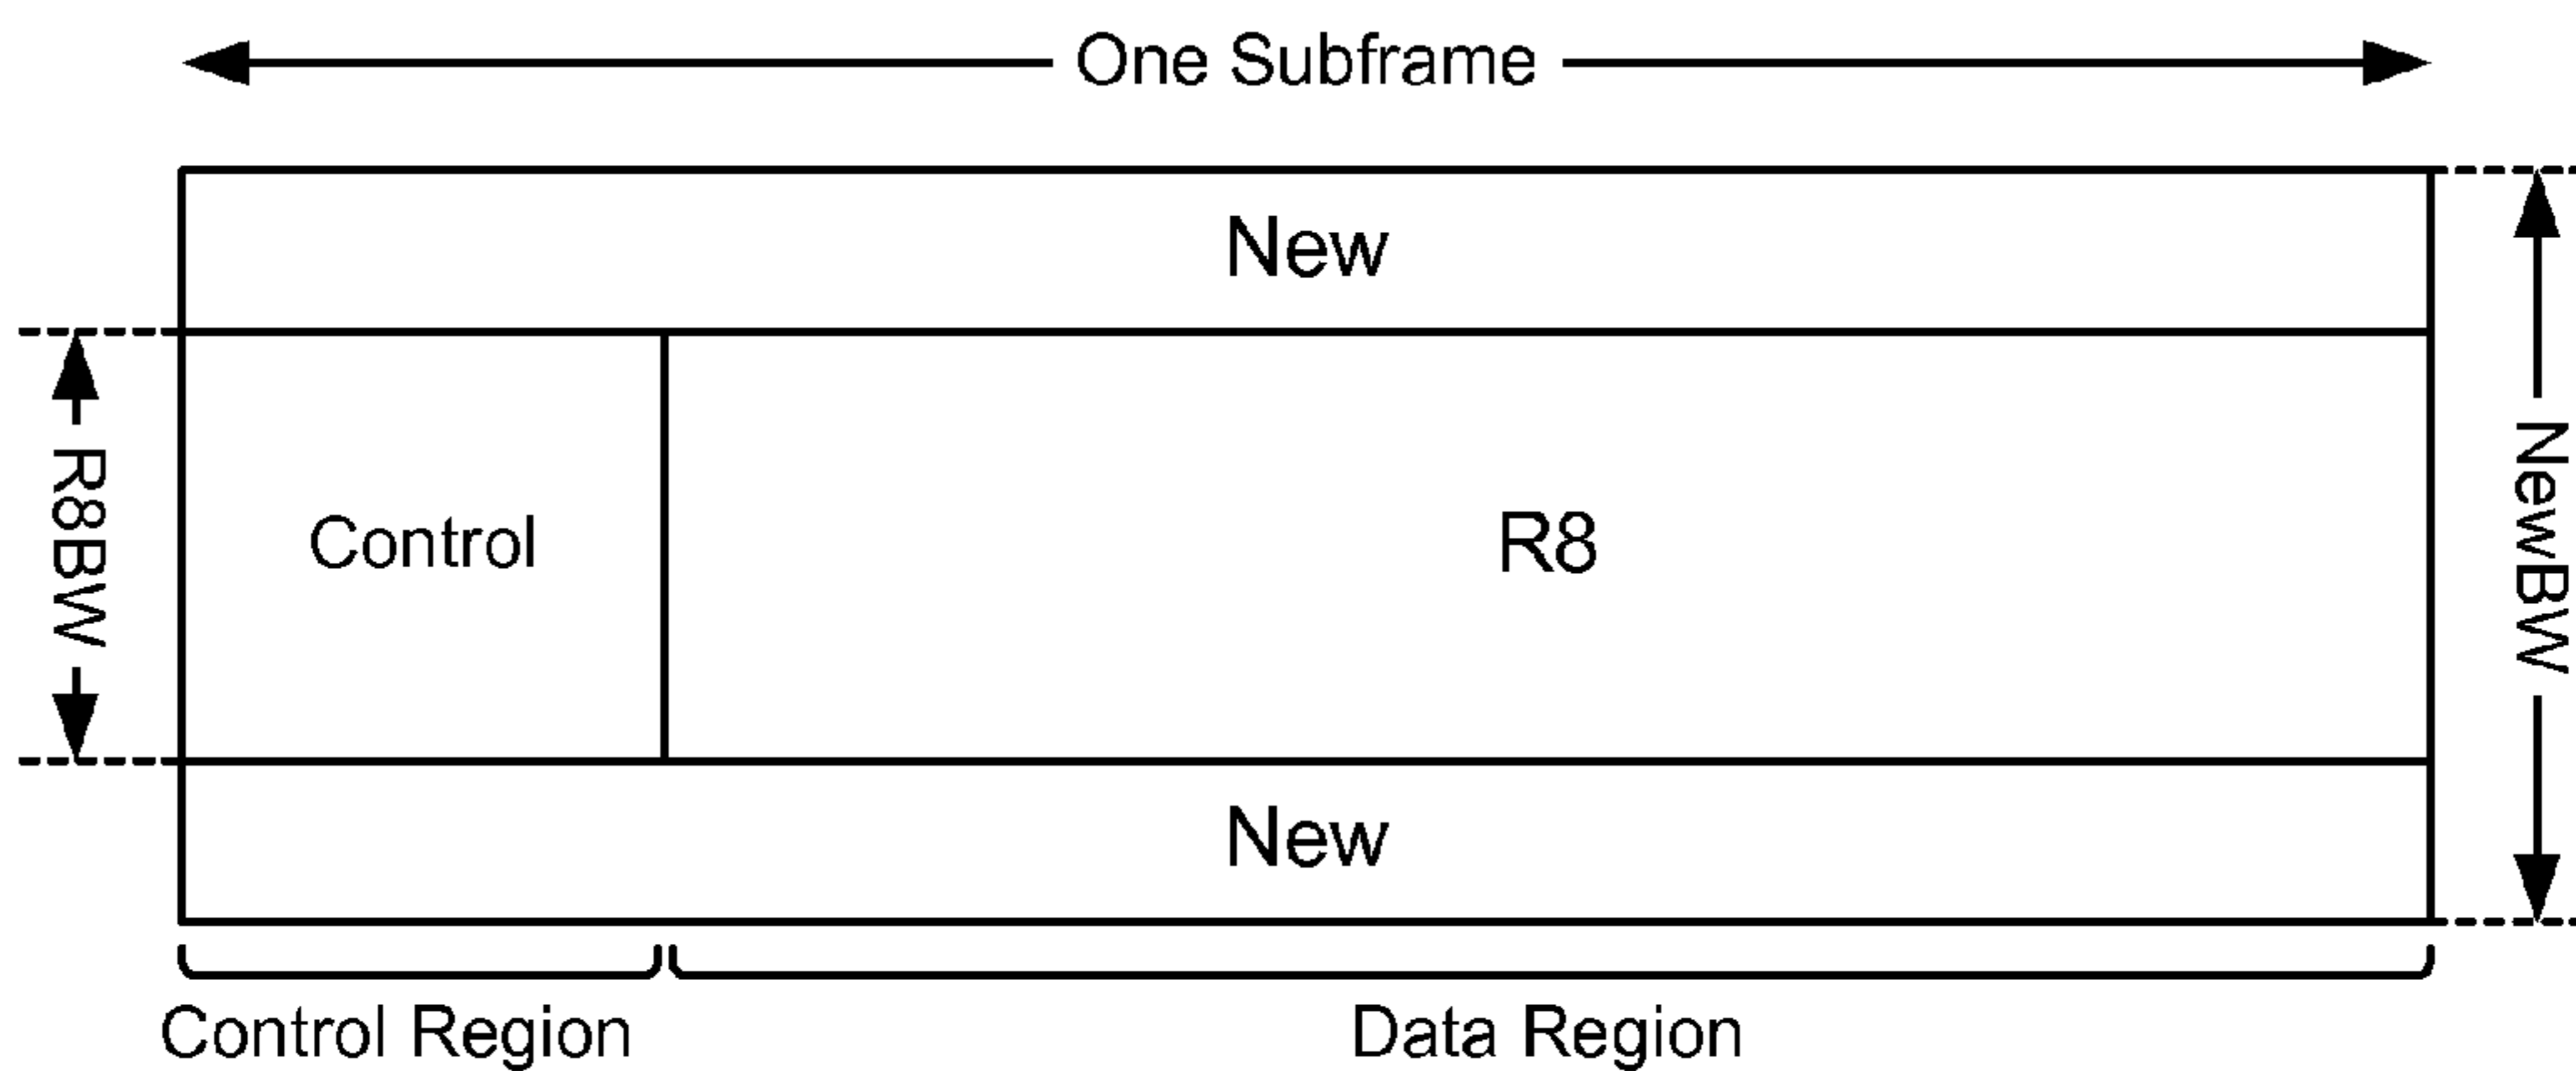 One Subframe
New
R8BW
Control
R8
NewBW
New
Control Region
Data Region